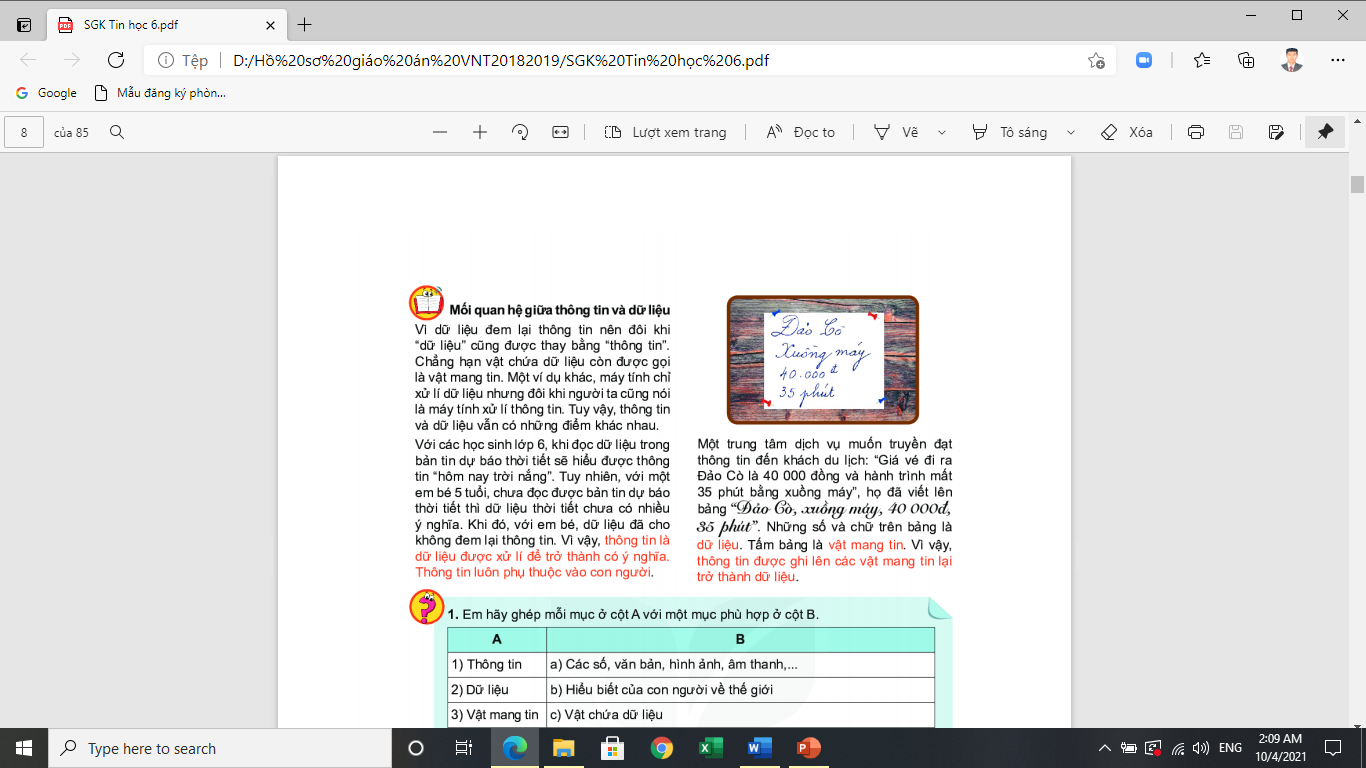 SGK Tin học 6.pdf
Tệp
D:/Hồ%20sơ%20giáo%20án%20VNT20182019/SGK%20Tin%20học%206.pdf
Google
Mẫu đăng ký phòn...
8
của 85
Lượt xem trang
Đọc to
Vẽ
Tô sáng
Xóa
Mối quan hệ giữa thông tin và dữ liệu
Vì dữ liệu đem lại thông tin nên đôi khi
“dữ liệu” cũng được thay bằng “thông tin”.
Chẳng hạn vật chứa dữ liệu còn được gọi
là vật mang tin. Một ví dụ khác, máy tính chỉ
xử lí dữ liệu nhưng đôi khi người ta cũng nói
là máy tính xử lí thông tin. Tuy vậy, thông tin
và dữ liệu vẫn có những điểm khác nhau.
Với các học sinh lớp 6, khi đọc dữ liệu trong
bản tin dự báo thời tiết sẽ hiểu được thông
tin “hôm nay trời nắng”. Tuy nhiên, với một
em bé 5 tuổi, chưa đọc được bản tin dự báo
thời tiết thì dữ liệu thời tiết chưa có nhiều
ý nghĩa. Khi đó, với em bé, dữ liệu đã cho
không đem lại thông tin. Vì vậy, thông tin là
dữ liệu được xử lí để trở thành có ý nghĩa.
Thông tin luôn phụ thuộc vào con người.
Đảo Cò
Xuồng máy
40.000đ
35 phút
Một trung tâm dịch vụ muốn truyền đạt
thông tin đến khách du lịch: “Giá vé đi ra
Đảo Cò là 40 000 đồng và hành trình mất
35 phút bằng xuồng máy”, họ đã viết lên
bảng “Đảo Cò, xuồng máy, 40 000đ,
35 phút”. Những số và chữ trên bảng là
dữ liệu. Tấm bảng là vật mang tin. Vì vậy,
thông tin được ghi lên các vật mang tin lại
trở thành dữ liệu.
1. Em hãy ghép mỗi mục ở cột A với một mục phù hợp ở cột B.
A B
1) Thông tin a) Các số, văn bản, hình ảnh, âm thanh,...
2) Dữ liệu b) Hiểu biết của con người về thế giới
3) Vật mang tin c) Vật chứa dữ liệu
Type here to search
ENG
2:09 AM
10/4/2021